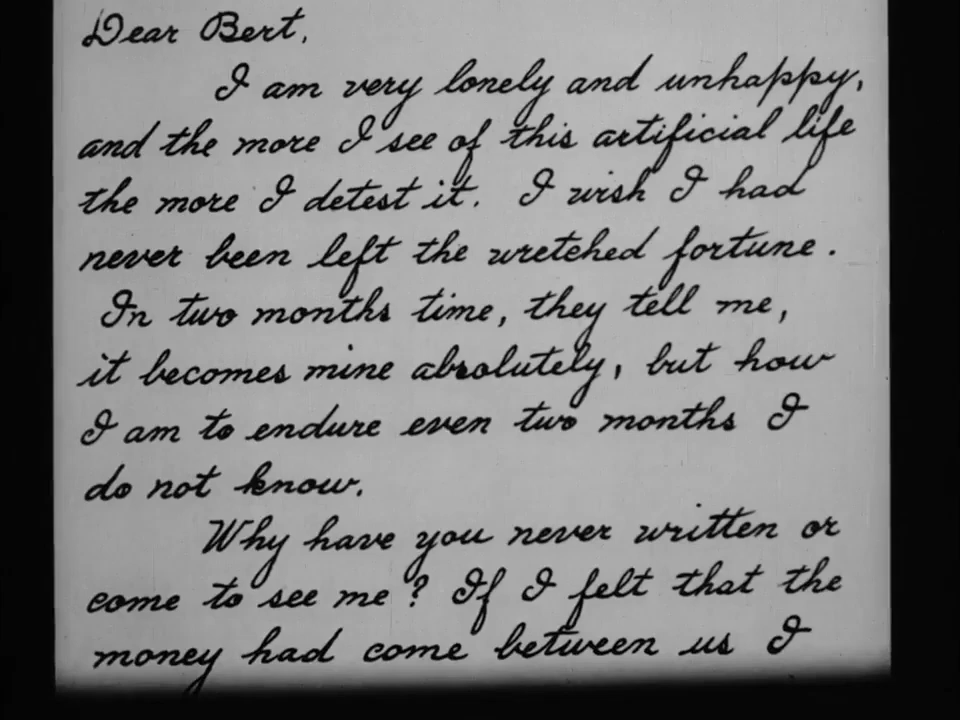 Dear Bert,
I am very lonely and unhappy,
and the more I see of this artificial life
the more I detest it. I wish I had
never been left the wretched fortune.
In two months time, they tell me,
it becomes mine absolutely, but how
I am to endure even two months I
do not know.
Why have you never written or
come to see me? If I felt that the
money had come between us I